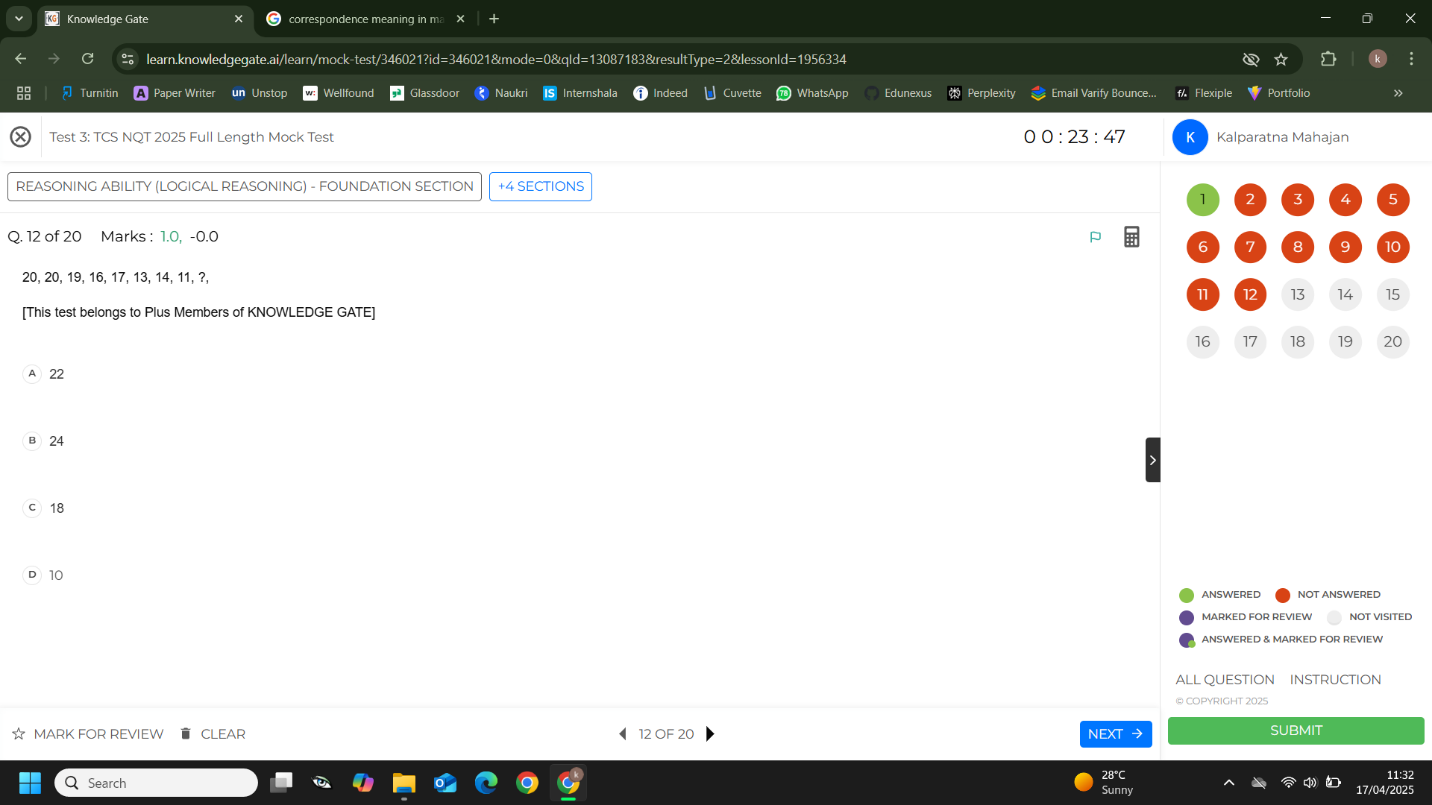 KG Knowledge Gate
correspondence meaning in ma
learn.knowledgegate.ai/learn/mock-test/346021?id=346021&mode=0&qId=13087183&resultType=2&lessonId=1956334
k
Turnitin
A Paper Writer
un Unstop
w: Wellfound
Glassdoor
Naukri
IS Internshala
i Indeed
Cuvette
78 WhatsApp
Edunexus
Perplexity
Email Varify Bounce...
f/. Flexiple
Portfolio
Test 3: TCS NQT 2025 Full Length Mock Test
0 0 : 23 : 47
K Kalparatna Mahajan
REASONING ABILITY (LOGICAL REASONING) - FOUNDATION SECTION
+4 SECTIONS
Q. 12 of 20 Marks : 1.0, -0.0
20, 20, 19, 16, 17, 13, 14, 11, ?,
[This test belongs to Plus Members of KNOWLEDGE GATE]
A 22
B 24
C 18
D 10
1 2 3 4 5
6 7 8 9 10
11 12 13 14 15
16 17 18 19 20
ANSWERED NOT ANSWERED
MARKED FOR REVIEW NOT VISITED
ANSWERED & MARKED FOR REVIEW
ALL QUESTION INSTRUCTION
© COPYRIGHT 2025
SUBMIT
MARK FOR REVIEW CLEAR
12 OF 20
NEXT
Search
k
28°C
Sunny
11:32
17/04/2025